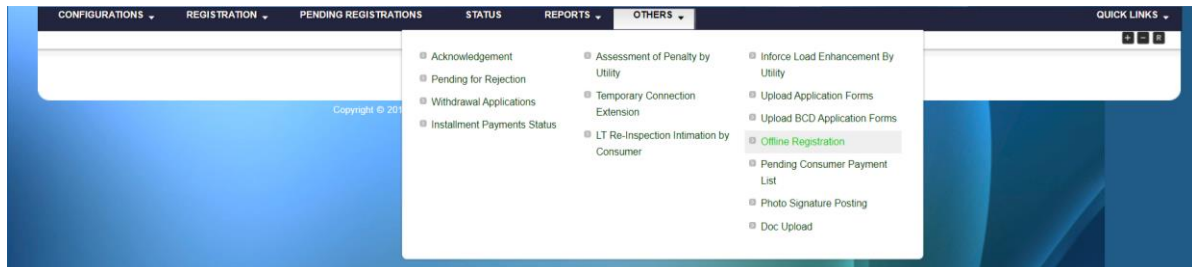 CONFIGURATIONS REGISTRATION PENDING REGISTRATIONS STATUS REPORTS OTHERS QUICK LINKS
+ - R
Acknowledgement
Pending for Rejection
Withdrawal Applications
Installment Payments Status
Assessment of Penalty by
Utility
Temporary Connection
Extension
LT Re-Inspection Intimation by
Consumer
Inforce Load Enhancement By
Utility
Upload Application Forms
Upload BCD Application Forms
Offline Registration
Pending Consumer Payment
List
Photo Signature Posting
Doc Upload
Copyright © 201